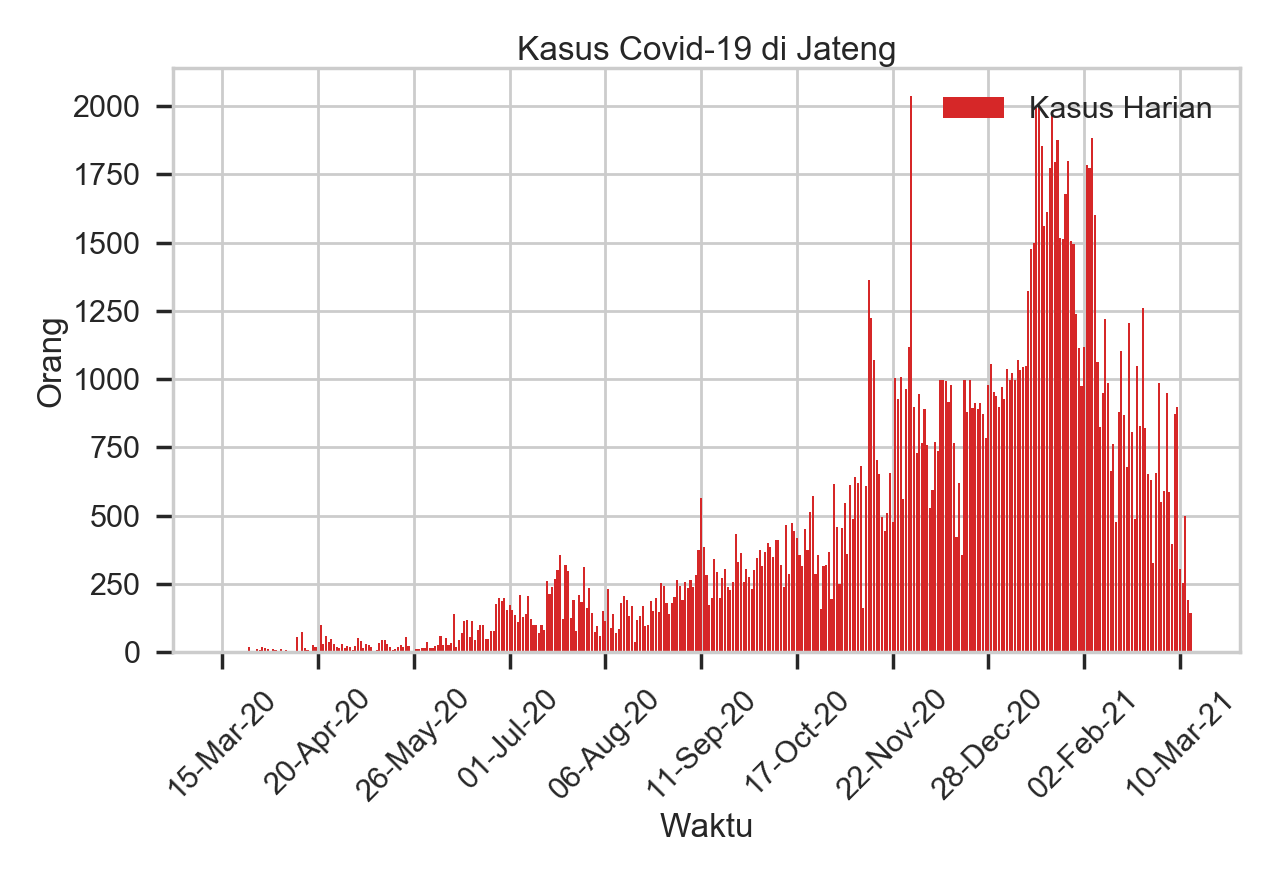 Kasus Covid-19 di Jateng
Kasus Harian
Orang
2000
1750
1500
1250
1000
750
500
250
0
15-Mar-20
20-Apr-20
26-May-20
01-Jul-20
06-Aug-20
11-Sep-20
17-Oct-20
22-Nov-20
28-Dec-20
02-Feb-21
10-Mar-21
Waktu